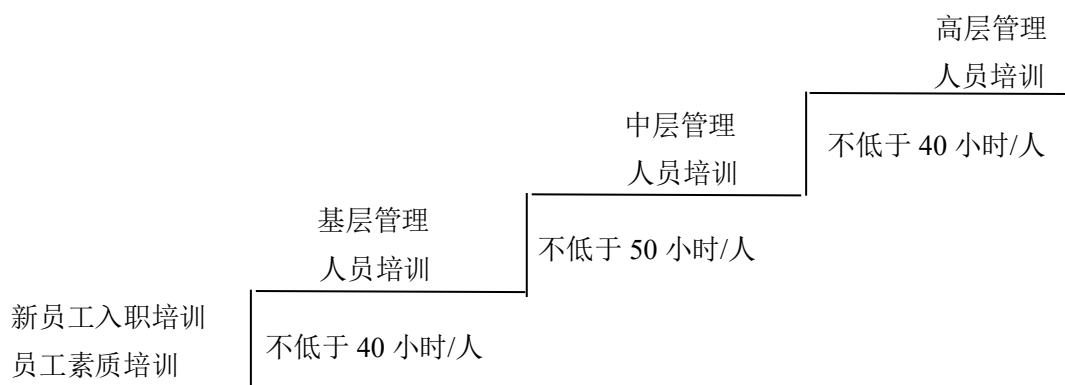 高层管理
人员培训
中层管理
人员培训
不低于 40 小时/人
基层管理
人员培训
不低于 50 小时/人
新员工入职培训
员工素质培训
不低于 40 小时/人